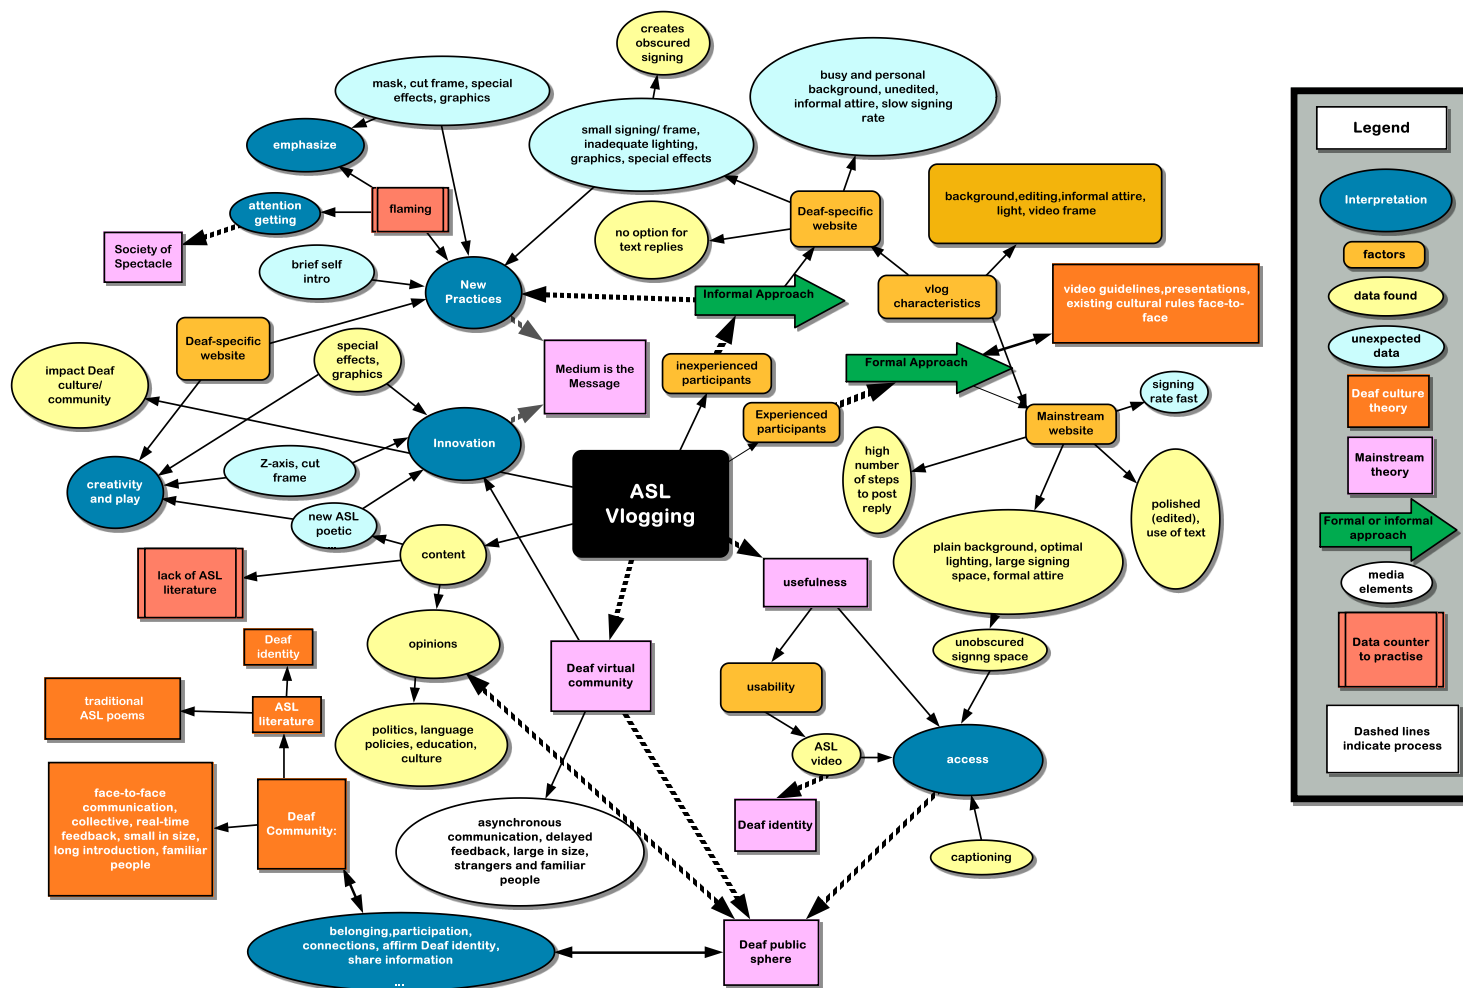 creates
obscured
signing
mask, cut frame, special
effects, graphics
busy and personal
background, unedited,
informal attire, slow signing
rate
emphasize
small signing/ frame,
inadequate lighting,
graphics, special effects
flaming
attention
getting
Society of
Spectacle
no option for
text replies
Deaf-specific
website
background,editing,informal attire,
light, video frame
brief self
intro
New
Practices
Informal Approach
vlog
characteristics
video guidelines,presentations,
existing cultural rules face-to-
face
Deaf-specific
website
special
effects,
graphics
impact Deaf
culture/
community
Medium is the
Message
inexperienced
participants
Formal Approach
signing
rate fast
Experienced
participants
Mainstream
website
Innovation
Z-axis, cut
frame
creativity
and play
new ASL
poetic
...
content
ASL
Vlogging
high
number
of steps
to post
reply
polished
(edited),
use of text
plain background, optimal
lighting, large signing
space, formal attire
lack of ASL
literature
usefulness
opinions
Deaf
identity
Deaf virtual
community
unobscured
signng space
usability
traditional
ASL poems
ASL
literature
politics, language
policies, education,
culture
ASL
video
access
face-to-face
communication,
collective, real-time
feedback, small in size,
long introduction, familiar
people
Deaf
Community:
asynchronous
communication, delayed
feedback, large in size,
strangers and familiar
people
Deaf identity
captioning
belonging,participation,
connections, affirm Deaf identity,
share information
...
Deaf public
sphere
Legend
Interpretation
factors
data found
unexpected
data
Deaf culture
theory
Mainstream
theory
Formal or informal
approach
media
elements
Data counter
to practise
Dashed lines
indicate process